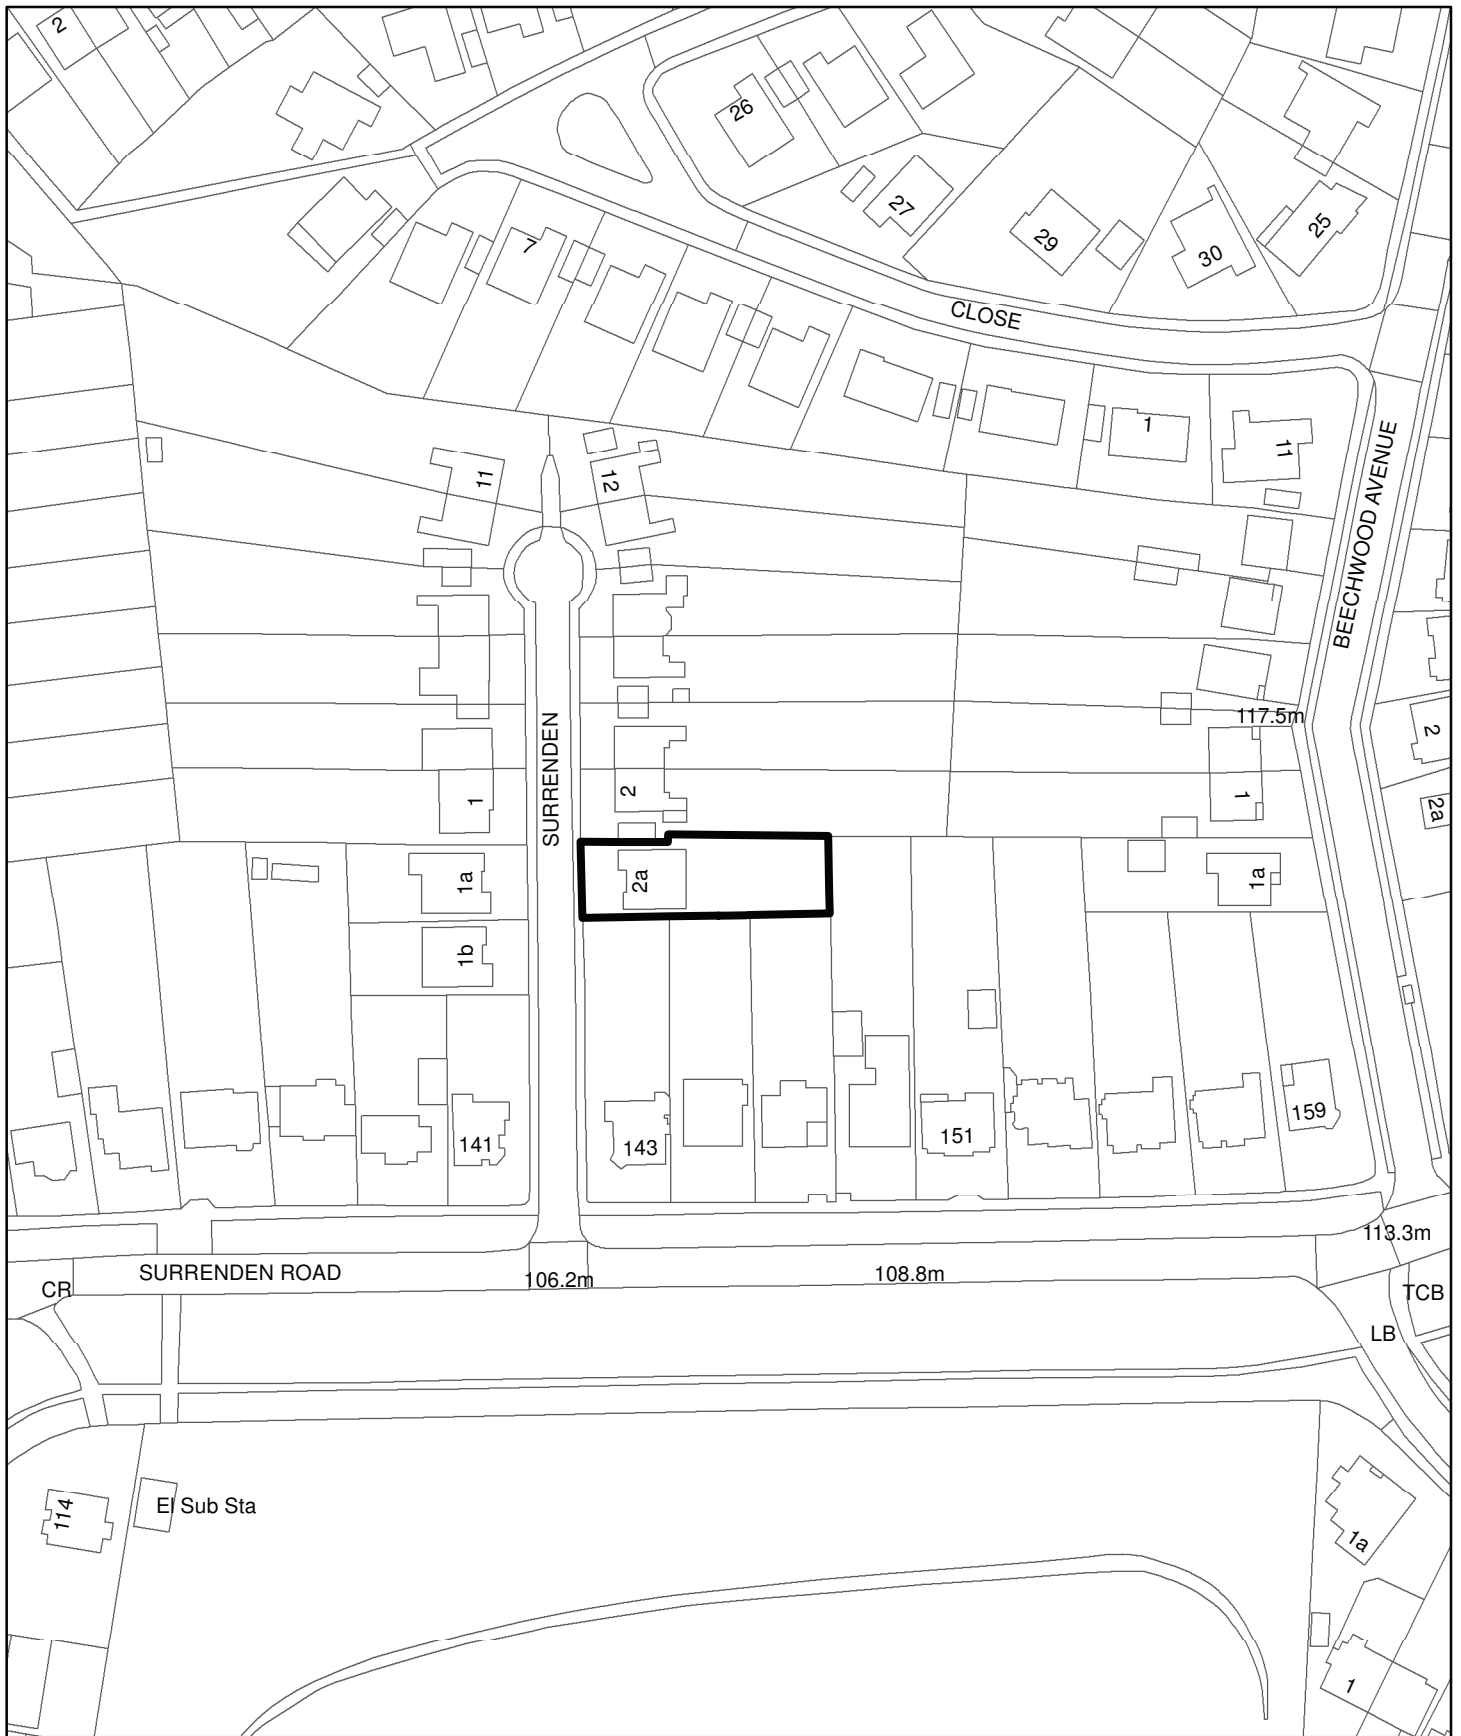 2
26
27
29
30
25
7
CLOSE
1
11
11
12
BEECHWOOD AVENUE
117.5m
2
SURRENDEN
1
2
1
2a
1a
2a
1a
1b
141
143
151
159
113.3m
SURRENDEN ROAD
106.2m
108.8m
CR
TCB
LB
114
El Sub Sta
1a
1